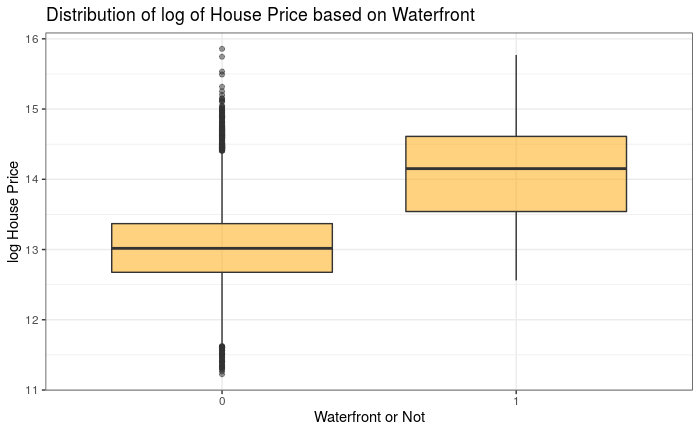 Distribution of log of House Price based on Waterfront
log House Price
16
15
14
13
12
11
0 1
Waterfront or Not